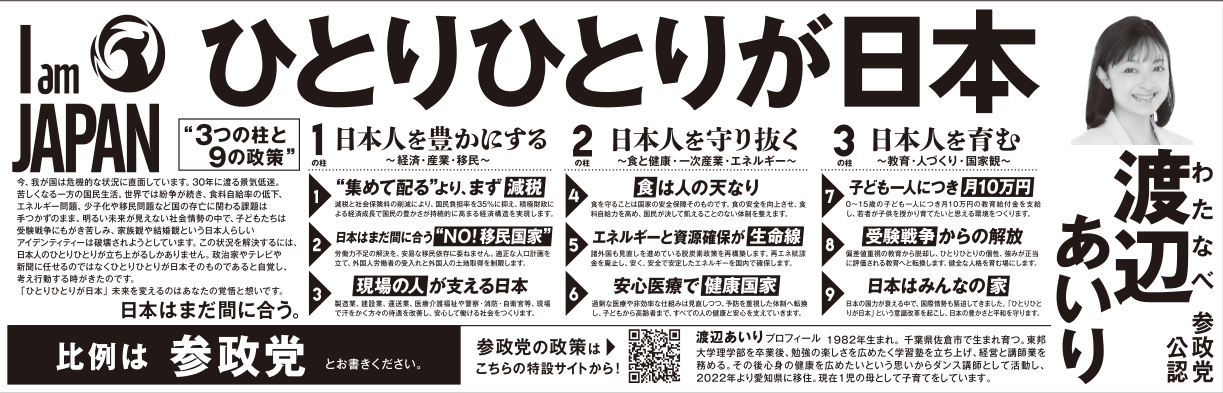 I am
JAPAN
ひとりひとりが日本
“3つの柱と
9の政策”
今、我が国は危機的な状況に直面しています。30年に渡る景気低迷。
苦しくなる一方の国民生活。世界では紛争が続き、食料自給率の低下、
エネルギー問題、少子化や移民問題など国の存亡に関わる課題は
手つかずのまま。明るい未来が見えない社会情勢の中で、子どもたちは
受験戦争にもがき苦しみ、家族観や結婚観という日本人らしい
アイデンティティーは破壊されようとしています。この状況を解決するには、
日本人のひとりひとりが立ち上がるしかありません。政治家やテレビや
新聞に任せるのではなくひとりひとりが日本そのものであると自覚し、
考え行動する時がきたのです。
「ひとりひとりが日本」未来を変えるのはあなたの覚悟と想いです。
日本はまだ間に合う。
1の柱 日本人を豊かにする
～経済・産業・移民～
1 “集めて配る”より、まず 減税
減税と社会保険料の削減により、国民負担率を35%に抑え、積極財政に
よる経済成長で国民の豊かさが持続的に高まる経済構造を実現します。
2 日本はまだ間に合う “NO! 移民国家”
労働力不足の解決を、安易な移民依存に委ねません。適正な人口計画を
立て、外国人労働者の受入れと外国人の土地取得を制限します。
3 現場の人が支える日本
製造業、建設業、運送業、医療介護福祉や警察・消防・自衛官等、現場
で汗をかく方々の待遇を改善し、安心して働ける社会をつくります。
2の柱 日本人を守り抜く
～食と健康・一次産業・エネルギー～
4 食は人の天なり
食を守ることは国家の安全保障そのものです。食の安全を向上させ、食
料自給力を高め、国民が決して飢えることのない体制を整えます。
5 エネルギーと資源確保が 生命線
諸外国も見直しを進めている脱炭素政策を再構築します。再エネ賦課
金を廃止し、安く、安全で安定したエネルギーを国内で確保します。
6 安心医療で 健康国家
過剰な医療や非効率な仕組みは見直しつつ、予防を重視した体制へ転換
し、子どもから高齢者まで、すべての人の健康と安心を支えていきます。
3の柱 日本人を育む
～教育・人づくり・国家観～
7 子ども一人につき 月10万円
0～15歳の子ども一人につき月10万円の教育給付金を支給
し、若者が子供を授かり育てたいと思える環境をつくります。
8 受験戦争 からの解放
偏差値重視の教育から脱却し、ひとりひとりの個性、強みが正当
に評価される教育へと転換します。健全な人格を育む場にします。
9 日本はみんなの 家
日本の国力が衰える中で、国際情勢も緊迫してきました。「ひとりひと
りが日本」という意識改革を起こし、日本の豊かさと平和を守ります。
渡辺あいり
わたなべ
参政党
公認
比例は 参政党 とお書きください。
参政党の政策は▶
こちらの特設サイトから!
渡辺あいりプロフィール 1982年生まれ。千葉県佐倉市で生まれ育つ。東邦
大学理学部を卒業後、勉強の楽しさを広めたく学習塾を立ち上げ、経営と講師業を
務める。その後心身の健康を広めたいという思いからダンス講師として活動し、
2022年より愛知県に移住。現在1児の母として子育てをしています。